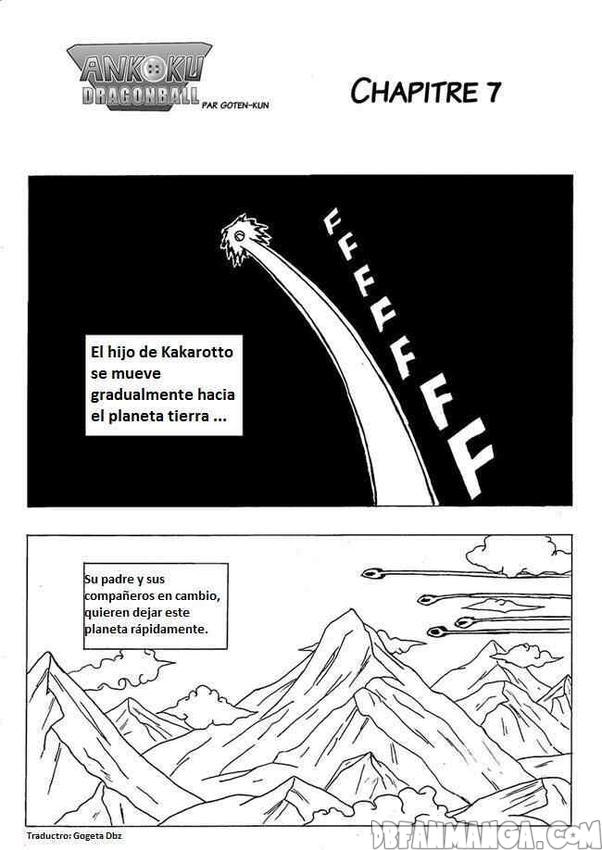 ANKOKU
DRAGONBALL
PAR GOTEN-KUN
CHAPITRE 7
F F F F F F F
El hijo de Kakarotto
se mueve
gradualmente hacia
el planeta tierra ...
Su padre y sus
compañeros en cambio,
quieren dejar este
planeta rápidamente.
Traductro: Gogeta Dbz
DBFANMANGA.COM